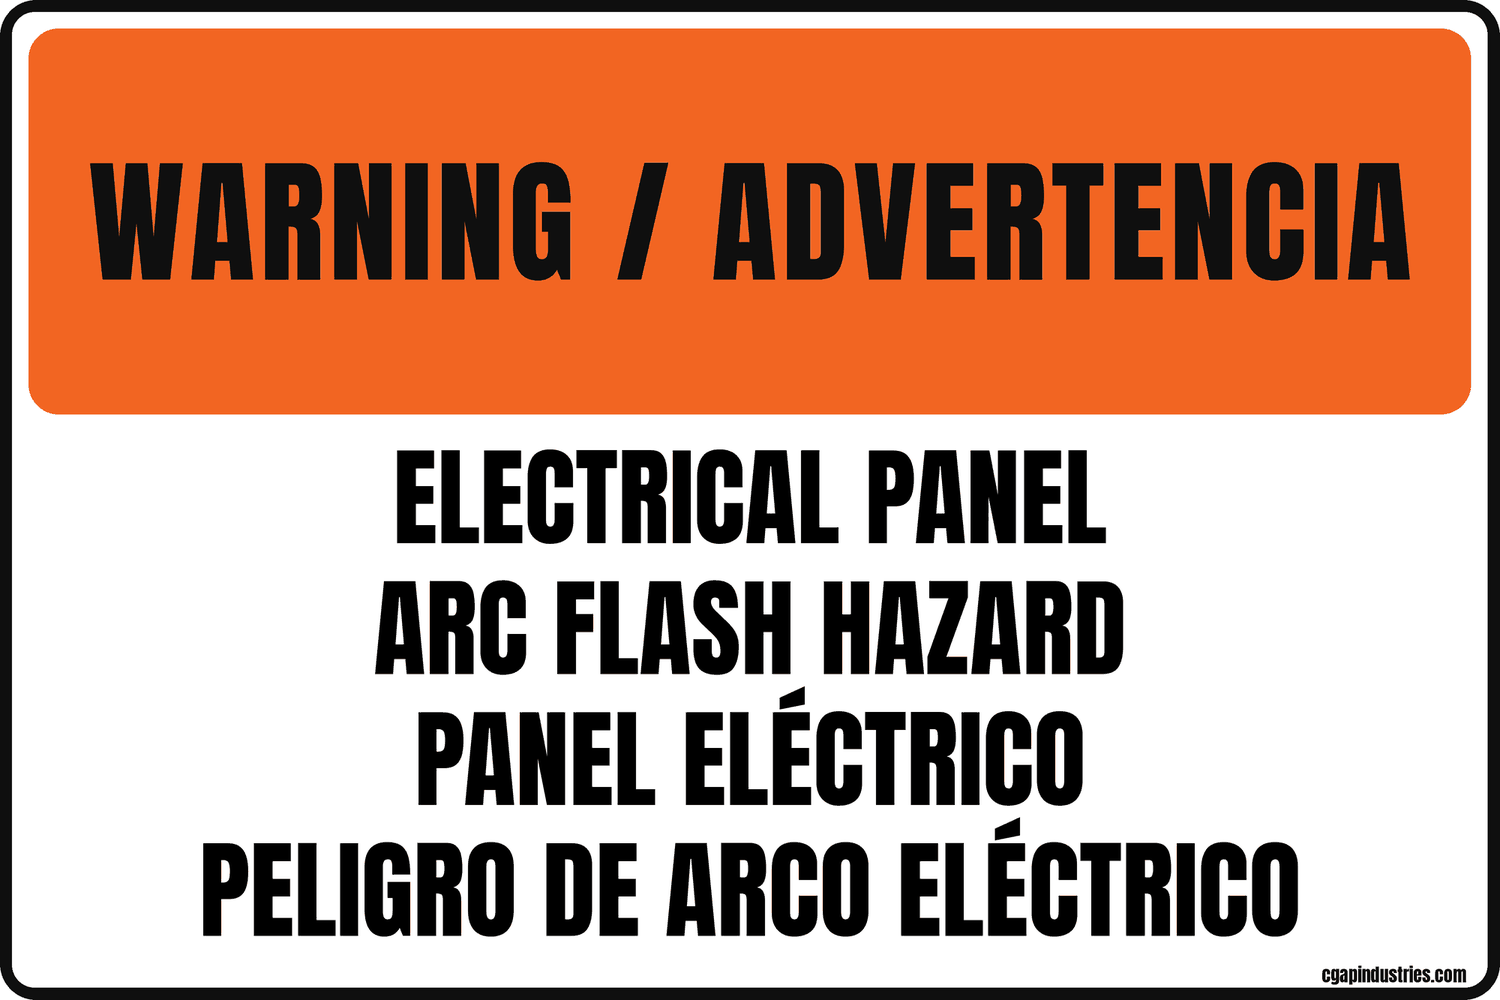 WARNING / ADVERTENCIA
ELECTRICAL PANEL
ARC FLASH HAZARD
PANEL ELÉCTRICO
PELIGRO DE ARCO ELÉCTRICO
cgapindustries.com